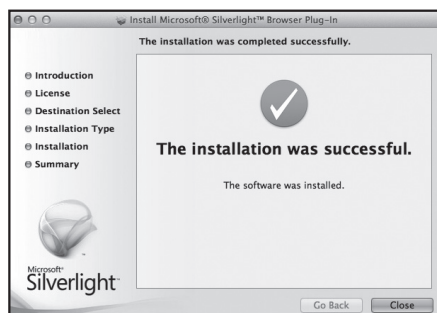 Install Microsoft® Silverlight™ Browser Plug-In
The installation was completed successfully.
Introduction
License
Destination Select
Installation Type
Installation
Summary
The installation was successful.
The software was installed.
Microsoft®
Silverlight™
Go Back
Close